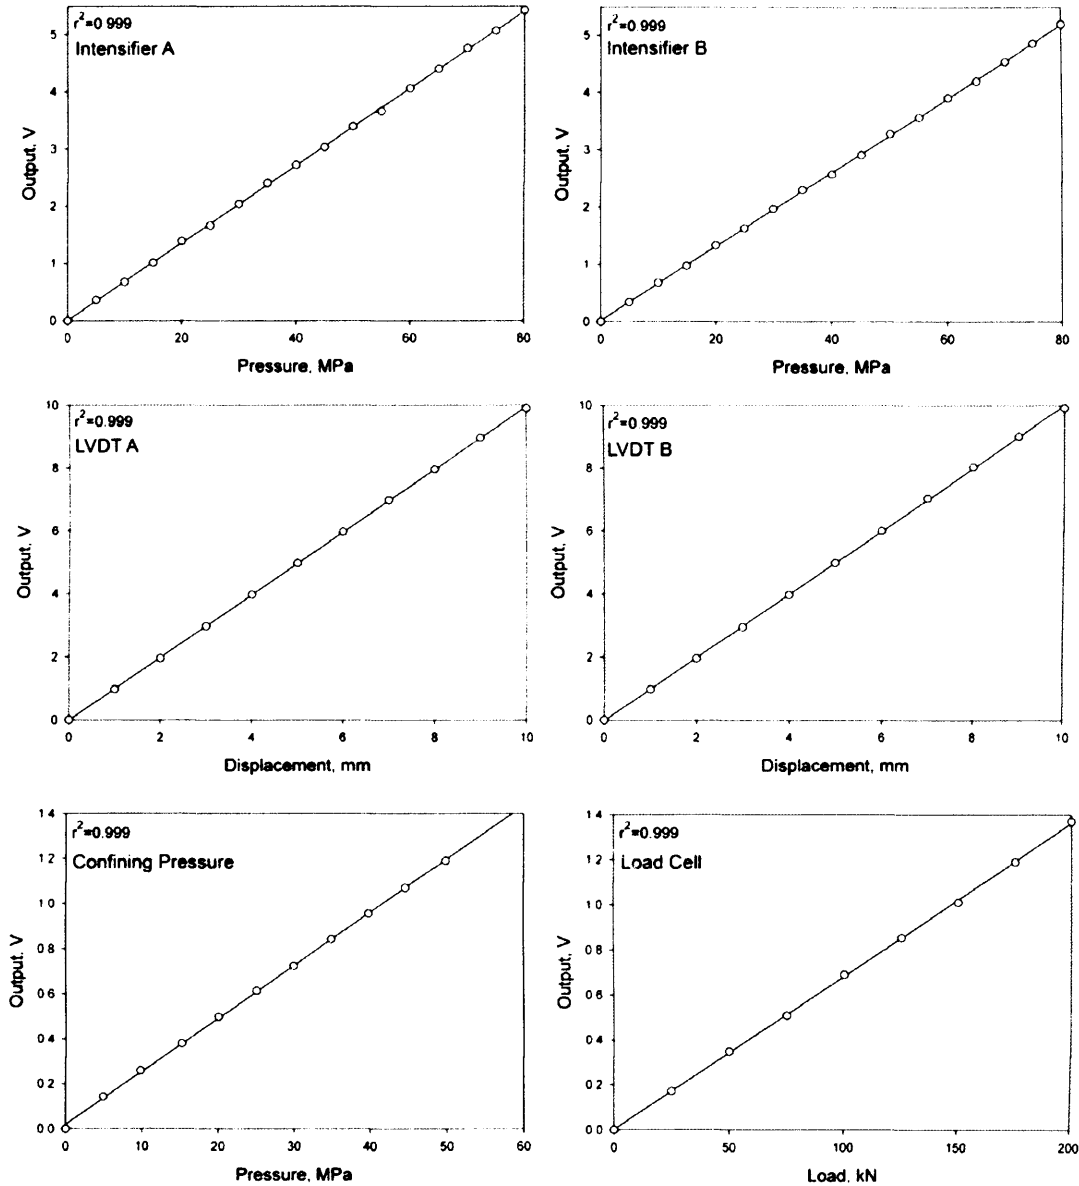 r²=0 999
Intensifier A
5
4
3
2
1
0
Output, V
0 20 40 60 80
Pressure, MPa
r²=0.999
Intensifier B
5
4
3
2
1
0
Output, V
0 20 40 60 80
Pressure, MPa
r²=0.999
LVDT A
10
8
6
4
2
0
Output, V
0 2 4 6 8 10
Displacement, mm
r²=0.999
LVDT B
10
8
6
4
2
0
Output, V
0 2 4 6 8 10
Displacement, mm
r²=0.999
Confining Pressure
1 4
1 2
1 0
0 8
0 6
0 4
0 2
0 0
Output, V
0 10 20 30 40 50 60
Pressure, MPa
r²=0.999
Load Cell
1 4
1 2
1 0
0 8
0 6
0 4
0 2
0 0
Output, V
0 50 100 150 200
Load, kN